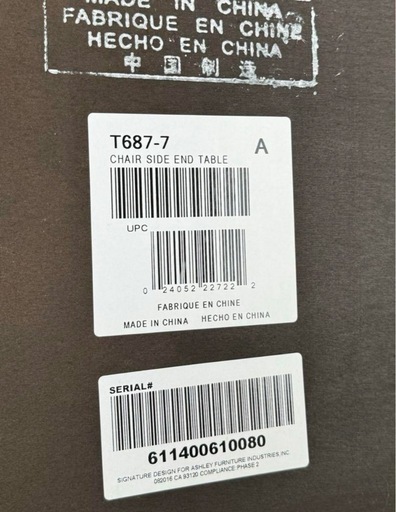 MADE IN CHINA
FABRIQUE EN CHINE
HECHO EN CHINA
中国制造
T687-7 A
CHAIR SIDE END TABLE
UPC
0 24052 22722 2
FABRIQUE EN CHINE
MADE IN CHINA HECHO EN CHINA
SERIAL#
611400610080
SIGNATURE DESIGN FOR ASHLEY FURNITURE INDUSTRIES, INC.
082016 CA 93120 COMPLIANCE PHASE 2